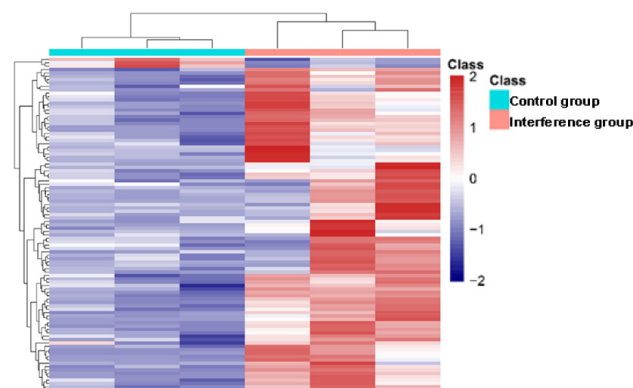 Class
2
1
0
−1
−2
Class
Control group
Interference group